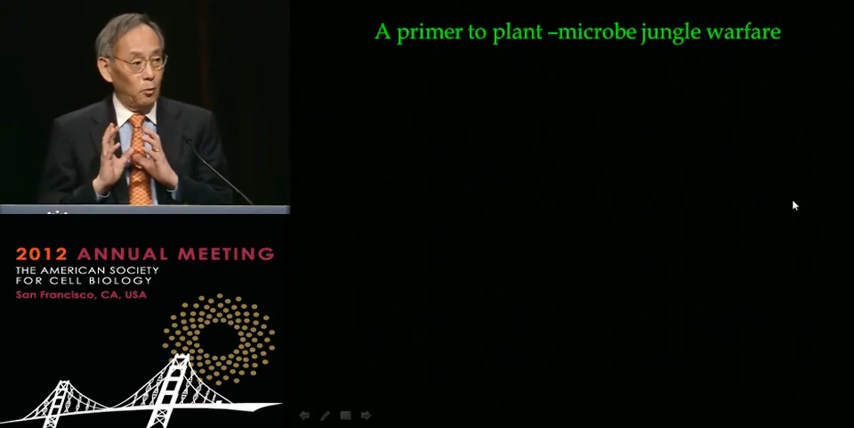 A primer to plant –microbe jungle warfare
2012 ANNUAL MEETING
THE AMERICAN SOCIETY
FOR CELL BIOLOGY
San Francisco, CA, USA